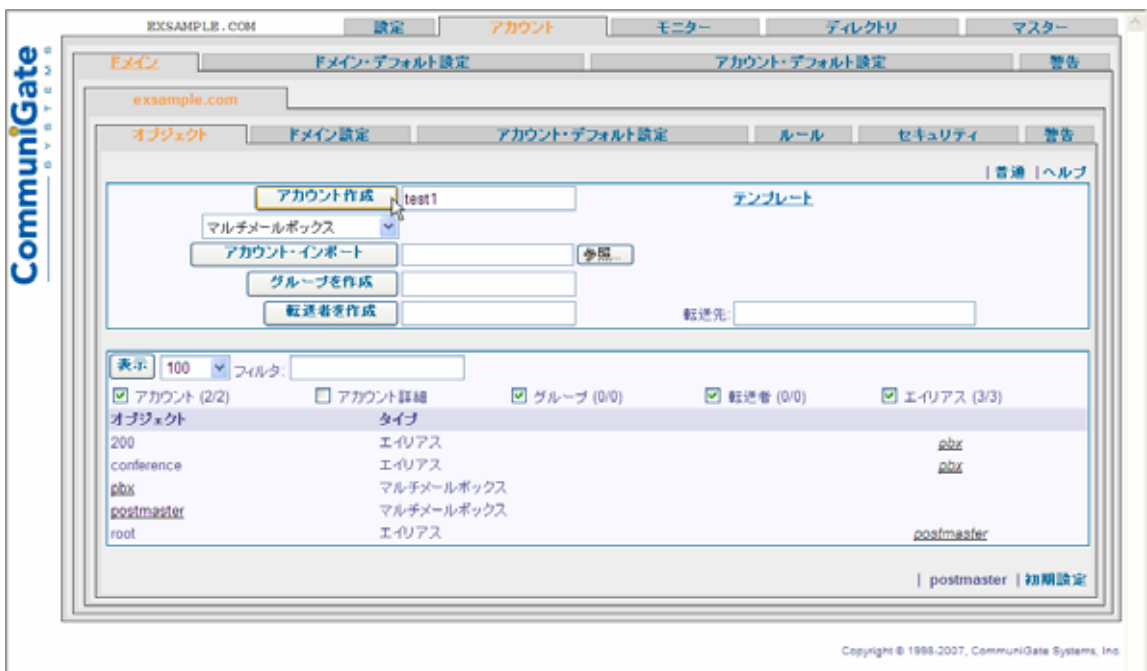 EXSAMPLE.COM 設定 アカウント モニター ディレクトリ マスター
CommuniGate
SYSTEMS
ドメイン ドメイン・デフォルト設定 アカウント・デフォルト設定 警告
exsample.com
オブジェクト ドメイン設定 アカウント・デフォルト設定 ルール セキュリティ 警告
|普通 |ヘルプ
アカウント作成 test1 テンプレート
マルチメールボックス
アカウント・インポート 参照...
グループを作成
転送者を作成 転送先:
表示 100 フィルタ:
アカウント (2/2) アカウント詳細 グループ (0/0) 転送者 (0/0) エイリアス (3/3)
オブジェクト タイプ
200 エイリアス pbx
conference エイリアス pbx
pbx マルチメールボックス
postmaster マルチメールボックス
root エイリアス postmaster
| postmaster | 初期設定
Copyright © 1998-2007, CommuniGate Systems, Inc.